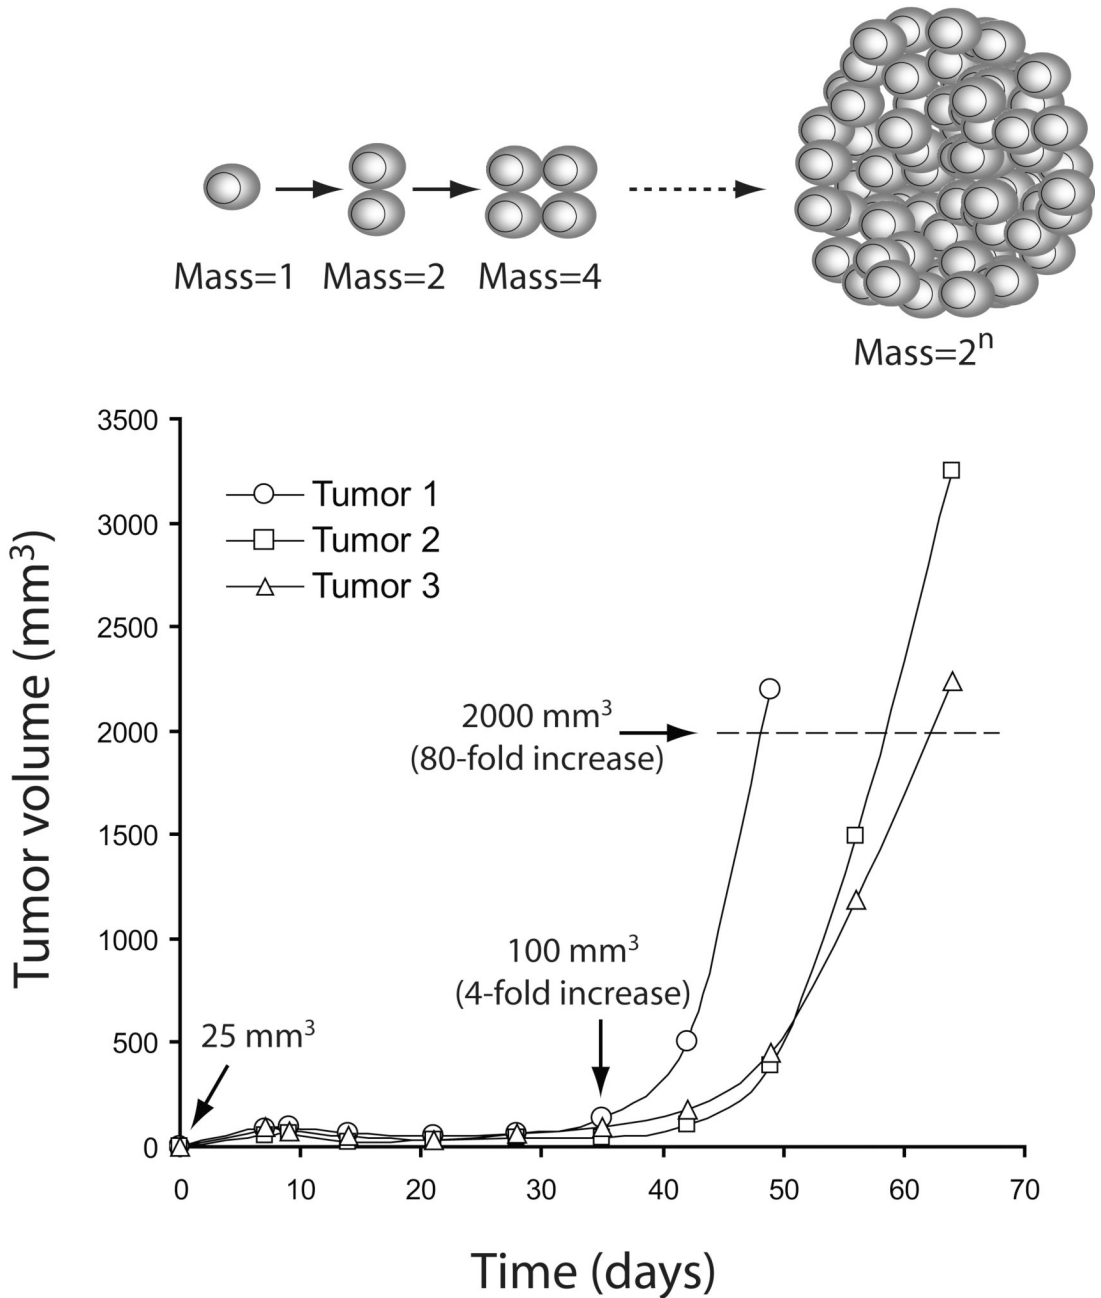 Mass=1
Mass=2
Mass=4
Mass=2ⁿ
Tumor volume (mm³)
3500
3000
2500
2000
1500
1000
500
0
Tumor 1
Tumor 2
Tumor 3
2000 mm³
(80-fold increase)
100 mm³
(4-fold increase)
25 mm³
0
10
20
30
40
50
60
70
Time (days)